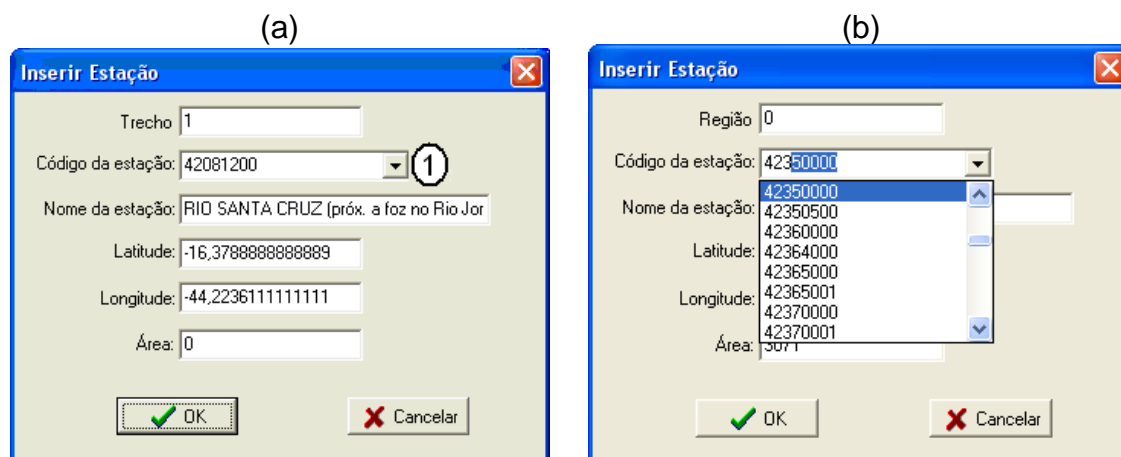 (a)
Inserir Estação
Trecho 1
Código da estação: 42081200
1
Nome da estação: RIO SANTA CRUZ (próx. a foz no Rio Jor
Latitude: -16,3788888888889
Longitude: -44,2236111111111
Área: 0
OK Cancelar
(b)
Inserir Estação
Região 0
Código da estação: 42350000
42350000
42350500
42360000
42364000
42365000
42365001
42370000
42370001
Nome da estação:
Latitude:
Longitude:
Área: 3071
OK Cancelar